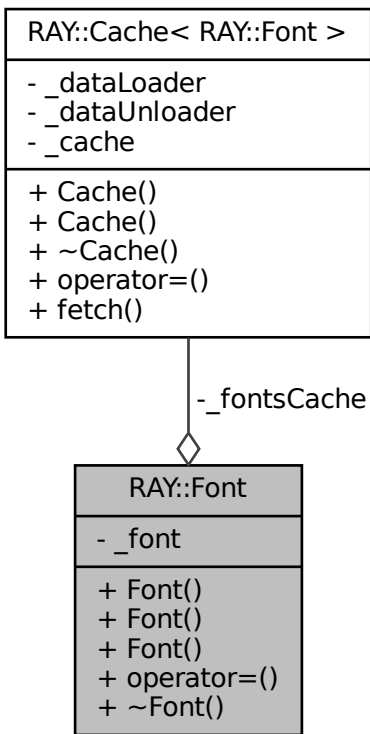 RAY::Cache< RAY::Font >
- _dataLoader
- _dataUnloader
- _cache
+ Cache()
+ Cache()
+ ~Cache()
+ operator=()
+ fetch()
-_fontsCache
RAY::Font
- _font
+ Font()
+ Font()
+ Font()
+ operator=()
+ ~Font()